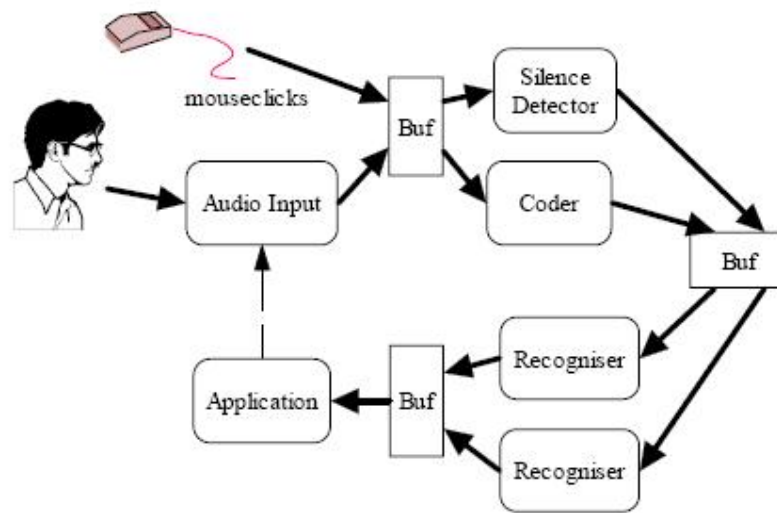 mouseclicks
Buf
Silence
Detector
Audio Input
Coder
Buf
Recogniser
Application
Buf
Recogniser